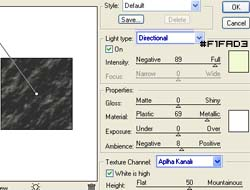 Style: Default
OK
Save... Delete
Cancel
Light type: Directional
On
#F1FAD3
Intensity: Negative 89 Full
Focus: Narrow 0 Wide
Properties:
Gloss: Matte 0 Shiny
Material: Plastic 69 Metallic
Exposure: Under 0 Over
Ambience: Negative 8 Positive
Texture Channel: Aplha Kanalı
White is high
Height: Flat 50 Mountainous